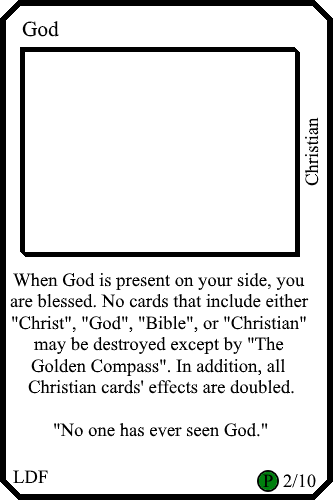 God
Christian
When God is present on your side, you
are blessed. No cards that include either
"Christ", "God", "Bible", or "Christian"
may be destroyed except by "The
Golden Compass". In addition, all
Christian cards' effects are doubled.
"No one has ever seen God."
LDF
P 2/10